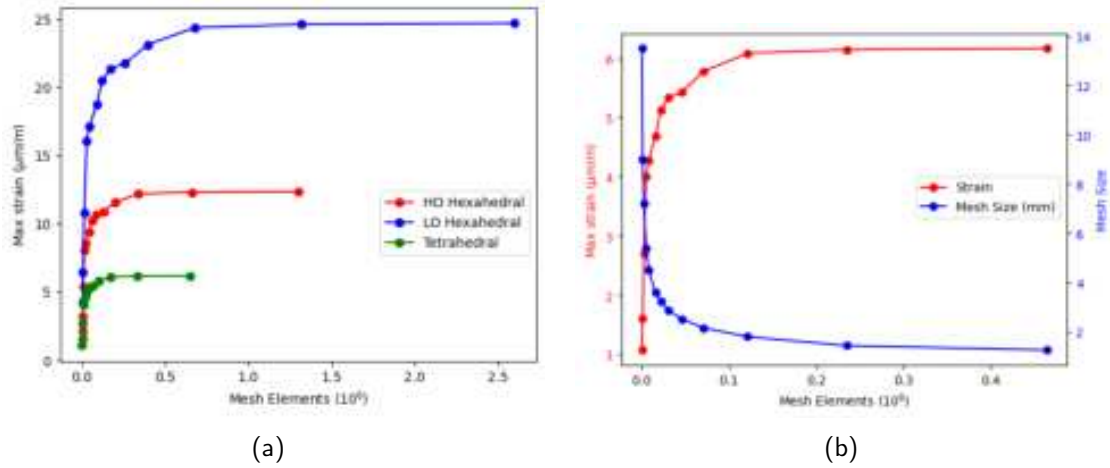 25
20
15
10
5
0
Max strain (μm/m)
HO Hexahedral
LO Hexahedral
Tetrahedral
0.0 0.5 1.0 1.5 2.0 2.5
Mesh Elements (10⁶)
(a)
6
5
4
3
2
1
Max strain (μm/m)
Strain
Mesh Size (mm)
14
12
10
8
6
4
2
Mesh Size
0.0 0.1 0.2 0.3 0.4
Mesh Elements (10⁶)
(b)